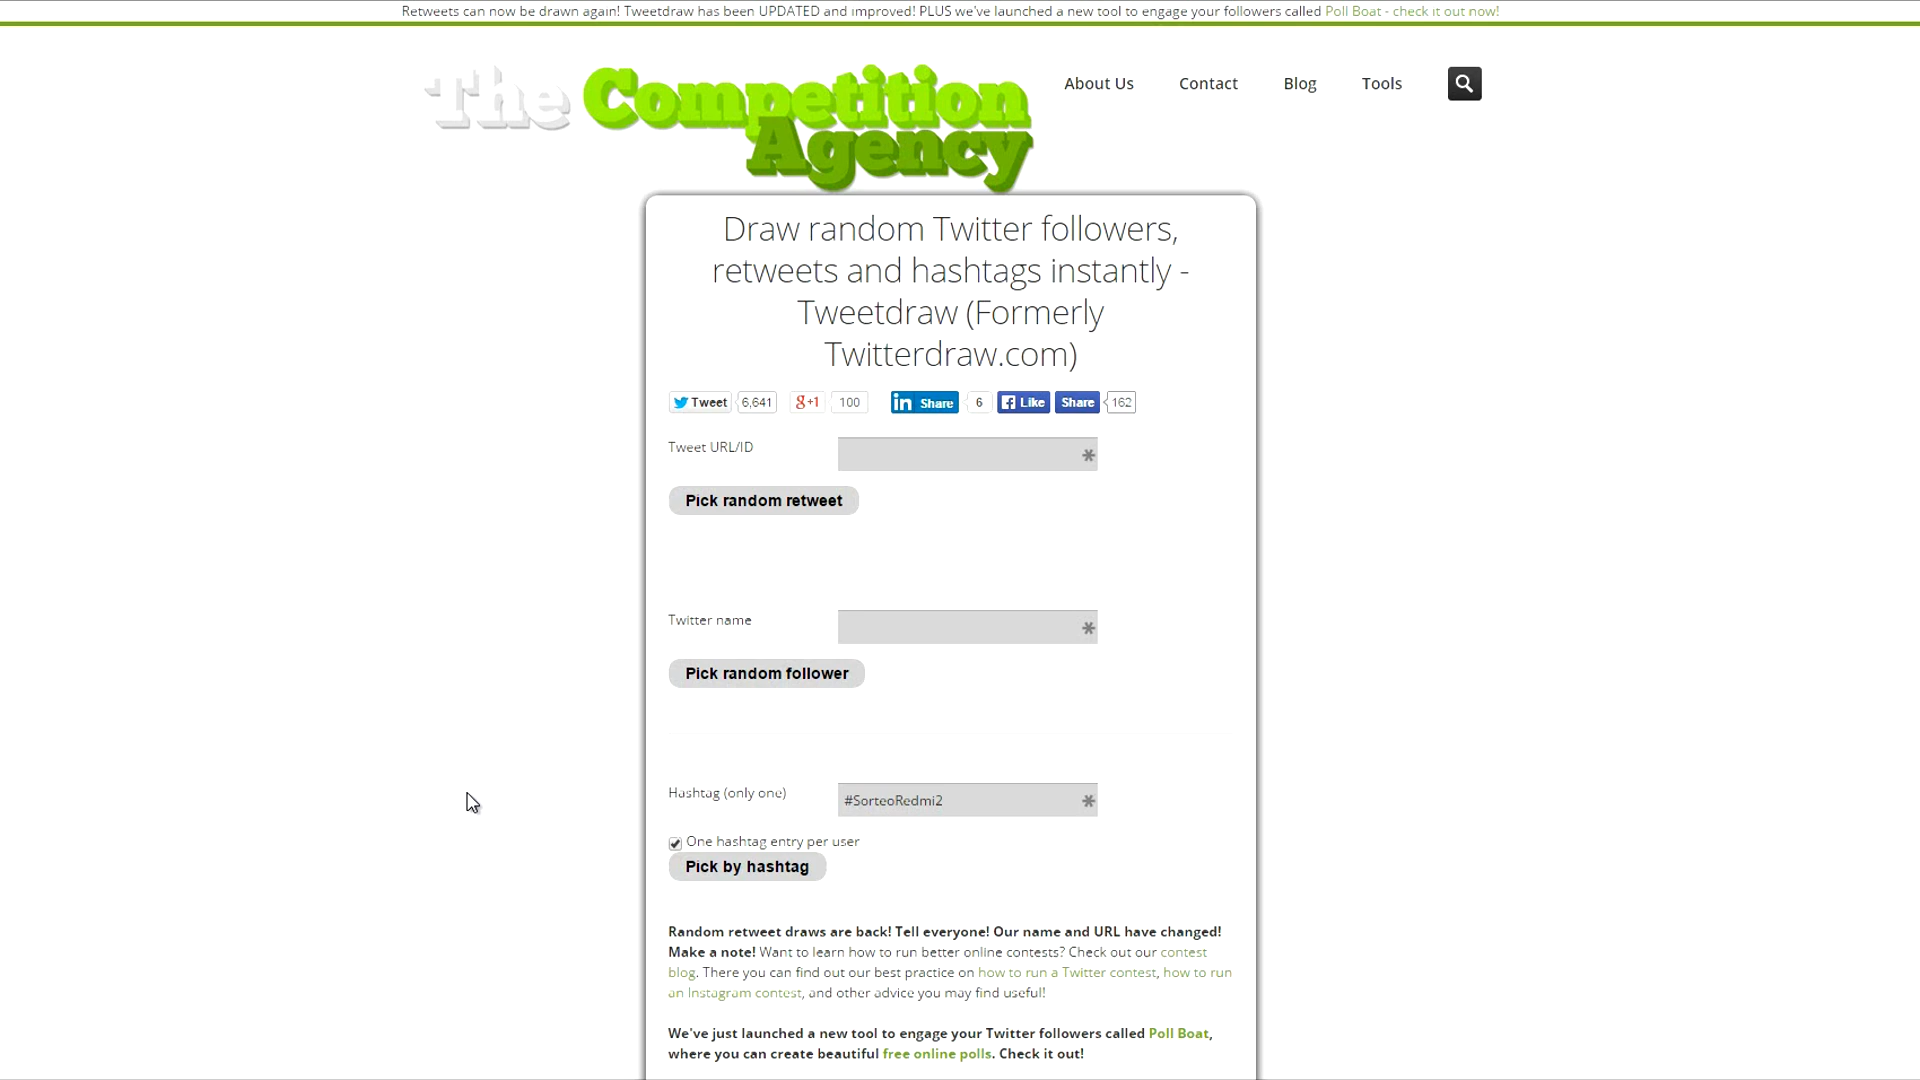 Retweets can now be drawn again! Tweetdraw has been UPDATED and improved! PLUS we've launched a new tool to engage your followers called Poll Boat - check it out now!
The Competition
Agency
About Us
Contact
Blog
Tools
Draw random Twitter followers,
retweets and hashtags instantly -
Tweetdraw (Formerly
Twitterdraw.com)
Tweet 6,641 g+1 100 in Share 6 Like Share 162
Tweet URL/ID
Pick random retweet
Twitter name
Pick random follower
Hashtag (only one) #SorteoRedmi2
One hashtag entry per user
Pick by hashtag
Random retweet draws are back! Tell everyone! Our name and URL have changed!
Make a note! Want to learn how to run better online contests? Check out our contest
blog. There you can find out our best practice on how to run a Twitter contest, how to run
an Instagram contest, and other advice you may find useful!
We've just launched a new tool to engage your Twitter followers called Poll Boat,
where you can create beautiful free online polls. Check it out!